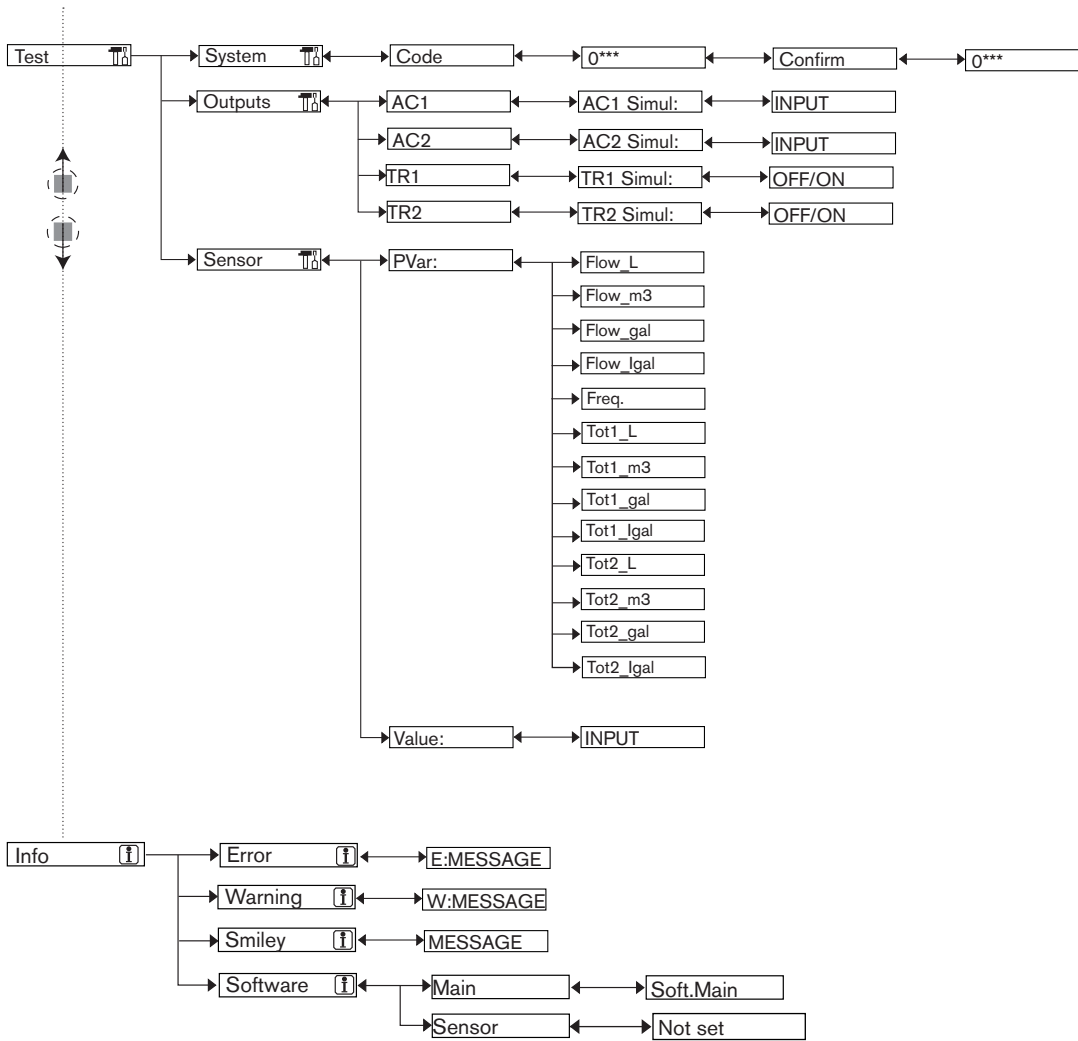 Test
System
Code
0***
Confirm
0***
Outputs
AC1
AC1 Simul:
INPUT
AC2
AC2 Simul:
INPUT
TR1
TR1 Simul:
OFF/ON
TR2
TR2 Simul:
OFF/ON
Sensor
PVar:
Flow_L
Flow_m3
Flow_gal
Flow_Igal
Freq.
Tot1_L
Tot1_m3
Tot1_gal
Tot1_Igal
Tot2_L
Tot2_m3
Tot2_gal
Tot2_Igal
Value:
INPUT
Info
Error
E:MESSAGE
Warning
W:MESSAGE
Smiley
MESSAGE
Software
Main
Soft.Main
Sensor
Not set